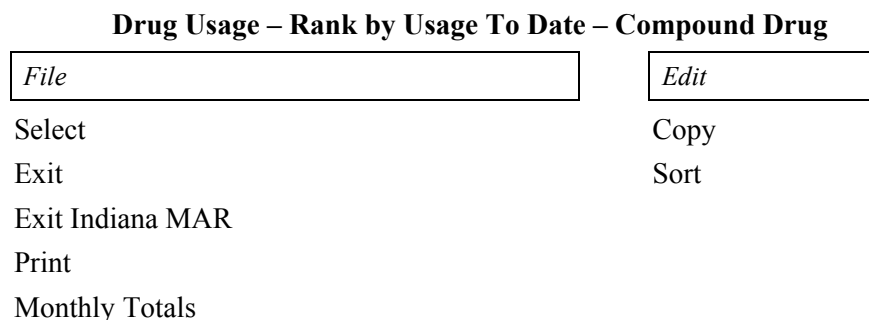 Drug Usage – Rank by Usage To Date – Compound Drug
File Edit
Select Copy
Exit Sort
Exit Indiana MAR
Print
Monthly Totals